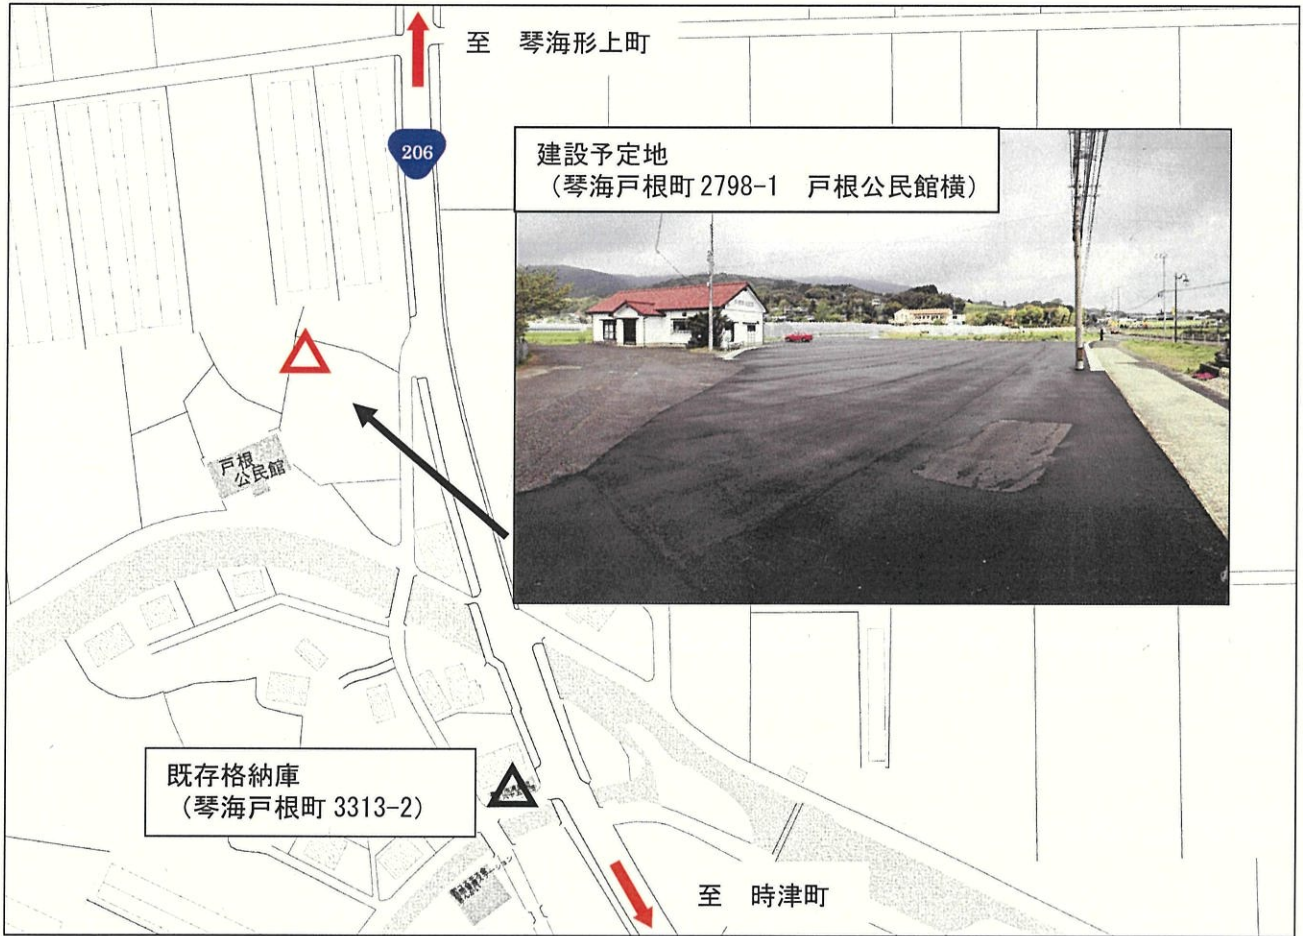 至　琴海形上町
206
建設予定地
（琴海戸根町 2798-1　戸根公民館横）
戸根
公民館
既存格納庫
（琴海戸根町 3313-2）
至　時津町